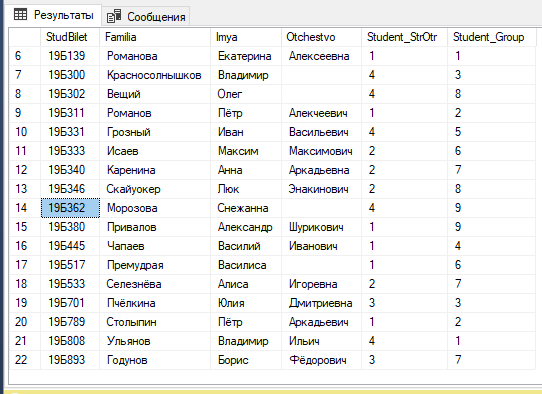 Результаты Сообщения
StudBilet Familia Imya Otchestvo Student_StrOtr Student_Group
6 19Б139 Романова Екатерина Алексеевна 1 1
7 19Б300 Красносолнышков Владимир 4 3
8 19Б302 Вещий Олег 4 8
9 19Б311 Романов Пётр Алекчеевич 1 2
10 19Б331 Грозный Иван Васильевич 4 5
11 19Б333 Исаев Максим Максимович 2 6
12 19Б340 Каренина Анна Аркадьевна 2 7
13 19Б346 Скайуокер Люк Энакинович 2 8
14 19Б362 Морозова Снежанна 4 9
15 19Б380 Привалов Александр Шурикович 1 9
16 19Б445 Чапаев Василий Иванович 1 4
17 19Б517 Премудрая Василиса 1 6
18 19Б533 Селезнёва Алиса Игоревна 2 7
19 19Б701 Пчёлкина Юлия Дмитриевна 3 3
20 19Б789 Столыпин Пётр Аркадьевич 1 2
21 19Б808 Ульянов Владимир Ильич 4 1
22 19Б893 Годунов Борис Фёдорович 3 7